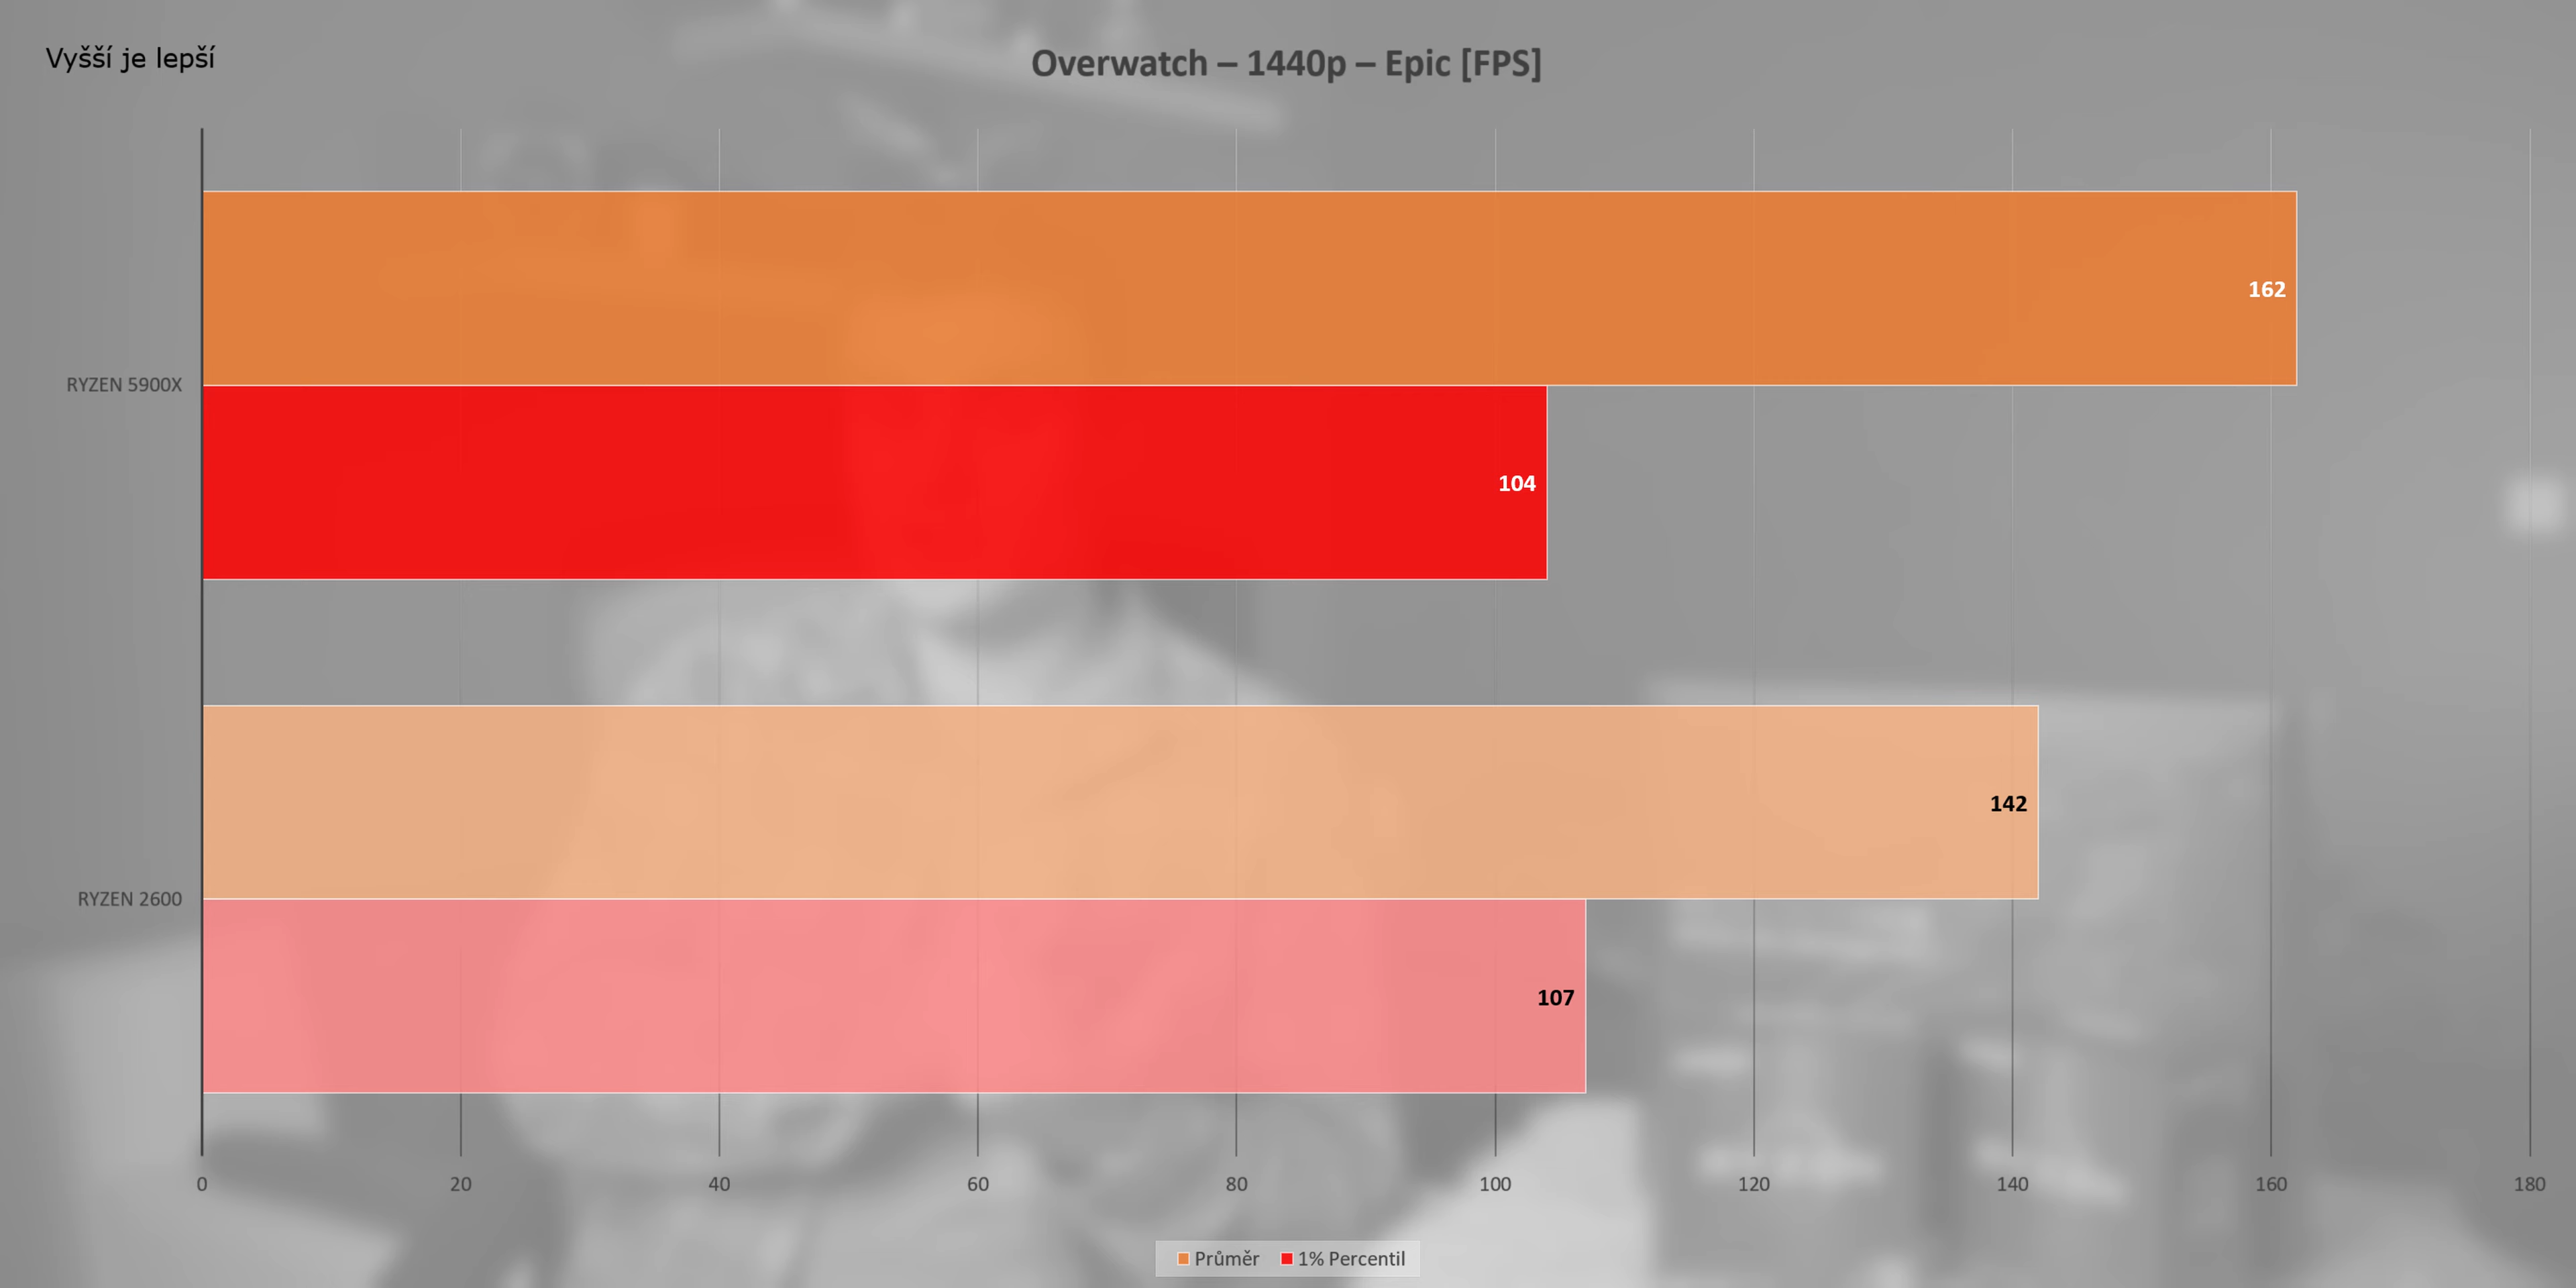 Vyšší je lepší
Overwatch – 1440p – Epic [FPS]
162
RYZEN 5900X
104
142
RYZEN 2600
107
0 20 40 60 80 100 120 140 160 180
Průměr 1% Percentil